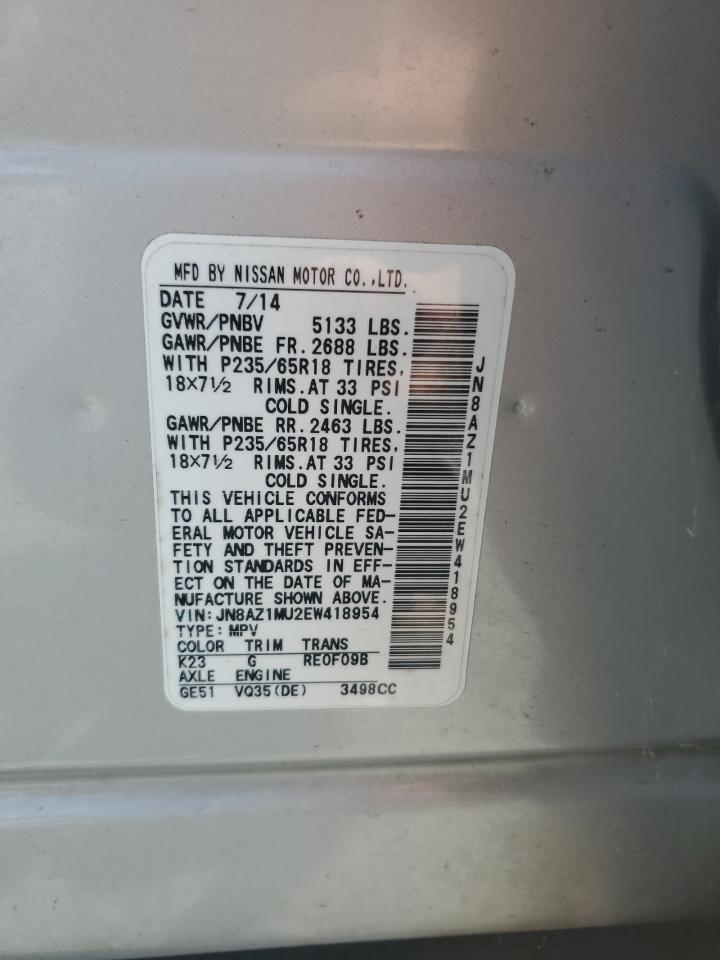 MFD BY NISSAN MOTOR CO.,LTD.
DATE 7/14
GVWR/PNBV 5133 LBS.
GAWR/PNBE FR. 2688 LBS.
WITH P235/65R18 TIRES,
18X7½ RIMS. AT 33 PSI
COLD SINGLE.
GAWR/PNBE RR. 2463 LBS.
WITH P235/65R18 TIRES,
18X7½ RIMS. AT 33 PSI
COLD SINGLE.
THIS VEHICLE CONFORMS
TO ALL APPLICABLE FED-
ERAL MOTOR VEHICLE SA-
FETY AND THEFT PREVEN-
TION STANDARDS IN EFF-
ECT ON THE DATE OF MA-
NUFACTURE SHOWN ABOVE.
VIN: JN8AZ1MU2EW418954
TYPE: MPV
COLOR TRIM TRANS
K23 G RE0F09B
AXLE ENGINE
GE51 VQ35(DE) 3498CC
JN8AZ1MU2EW418954